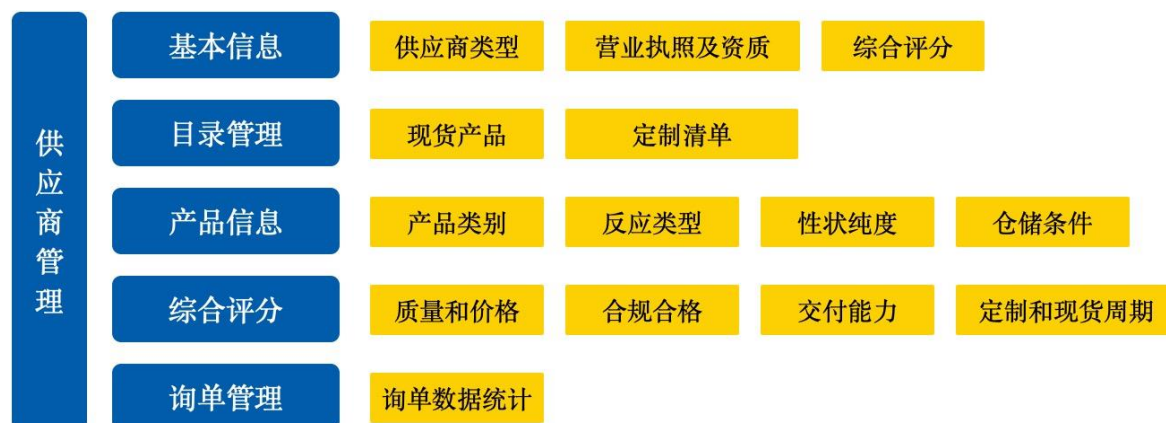 供应商管理
基本信息 供应商类型 营业执照及资质 综合评分
目录管理 现货产品 定制清单
产品信息 产品类别 反应类型 性状纯度 仓储条件
综合评分 质量和价格 合规合格 交付能力 定制和现货周期
询单管理 询单数据统计